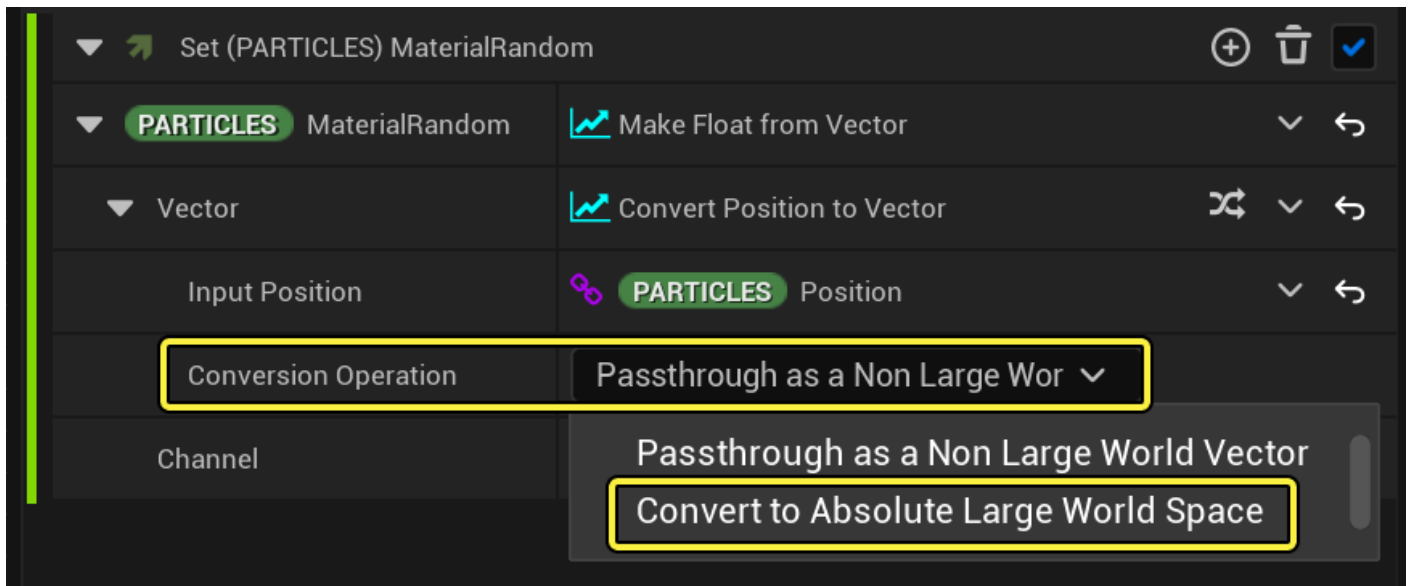 Set (PARTICLES) MaterialRandom
PARTICLES MaterialRandom Make Float from Vector
Vector Convert Position to Vector
Input Position PARTICLES Position
Conversion Operation Passthrough as a Non Large Wor
Passthrough as a Non Large World Vector
Channel
Convert to Absolute Large World Space